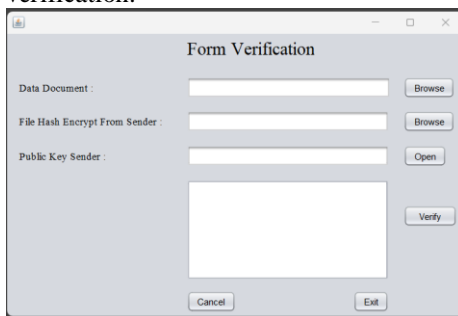 verification.
Form Verification
Data Document :
Browse
File Hash Encrypt From Sender :
Browse
Public Key Sender :
Open
Verify
Cancel
Exit